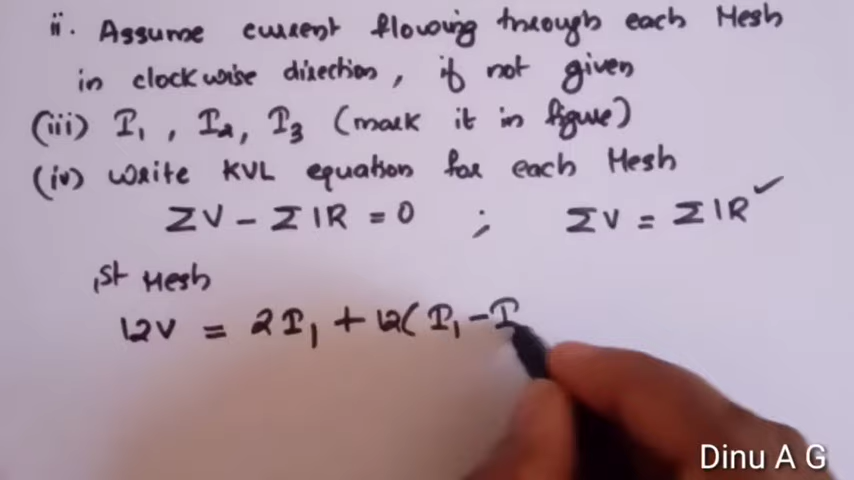 ii. Assume current flowing through each Mesh
in clockwise direction, if not given
(iii) I₁, I₂, I₃ (mark it in figure)
(iv) write KVL equation for each Mesh
ΣV - ΣIR = 0 ; ΣV = ΣIR ✓
1st Mesh
12V = 2I₁ + 12(I₁ - I
Dinu A G